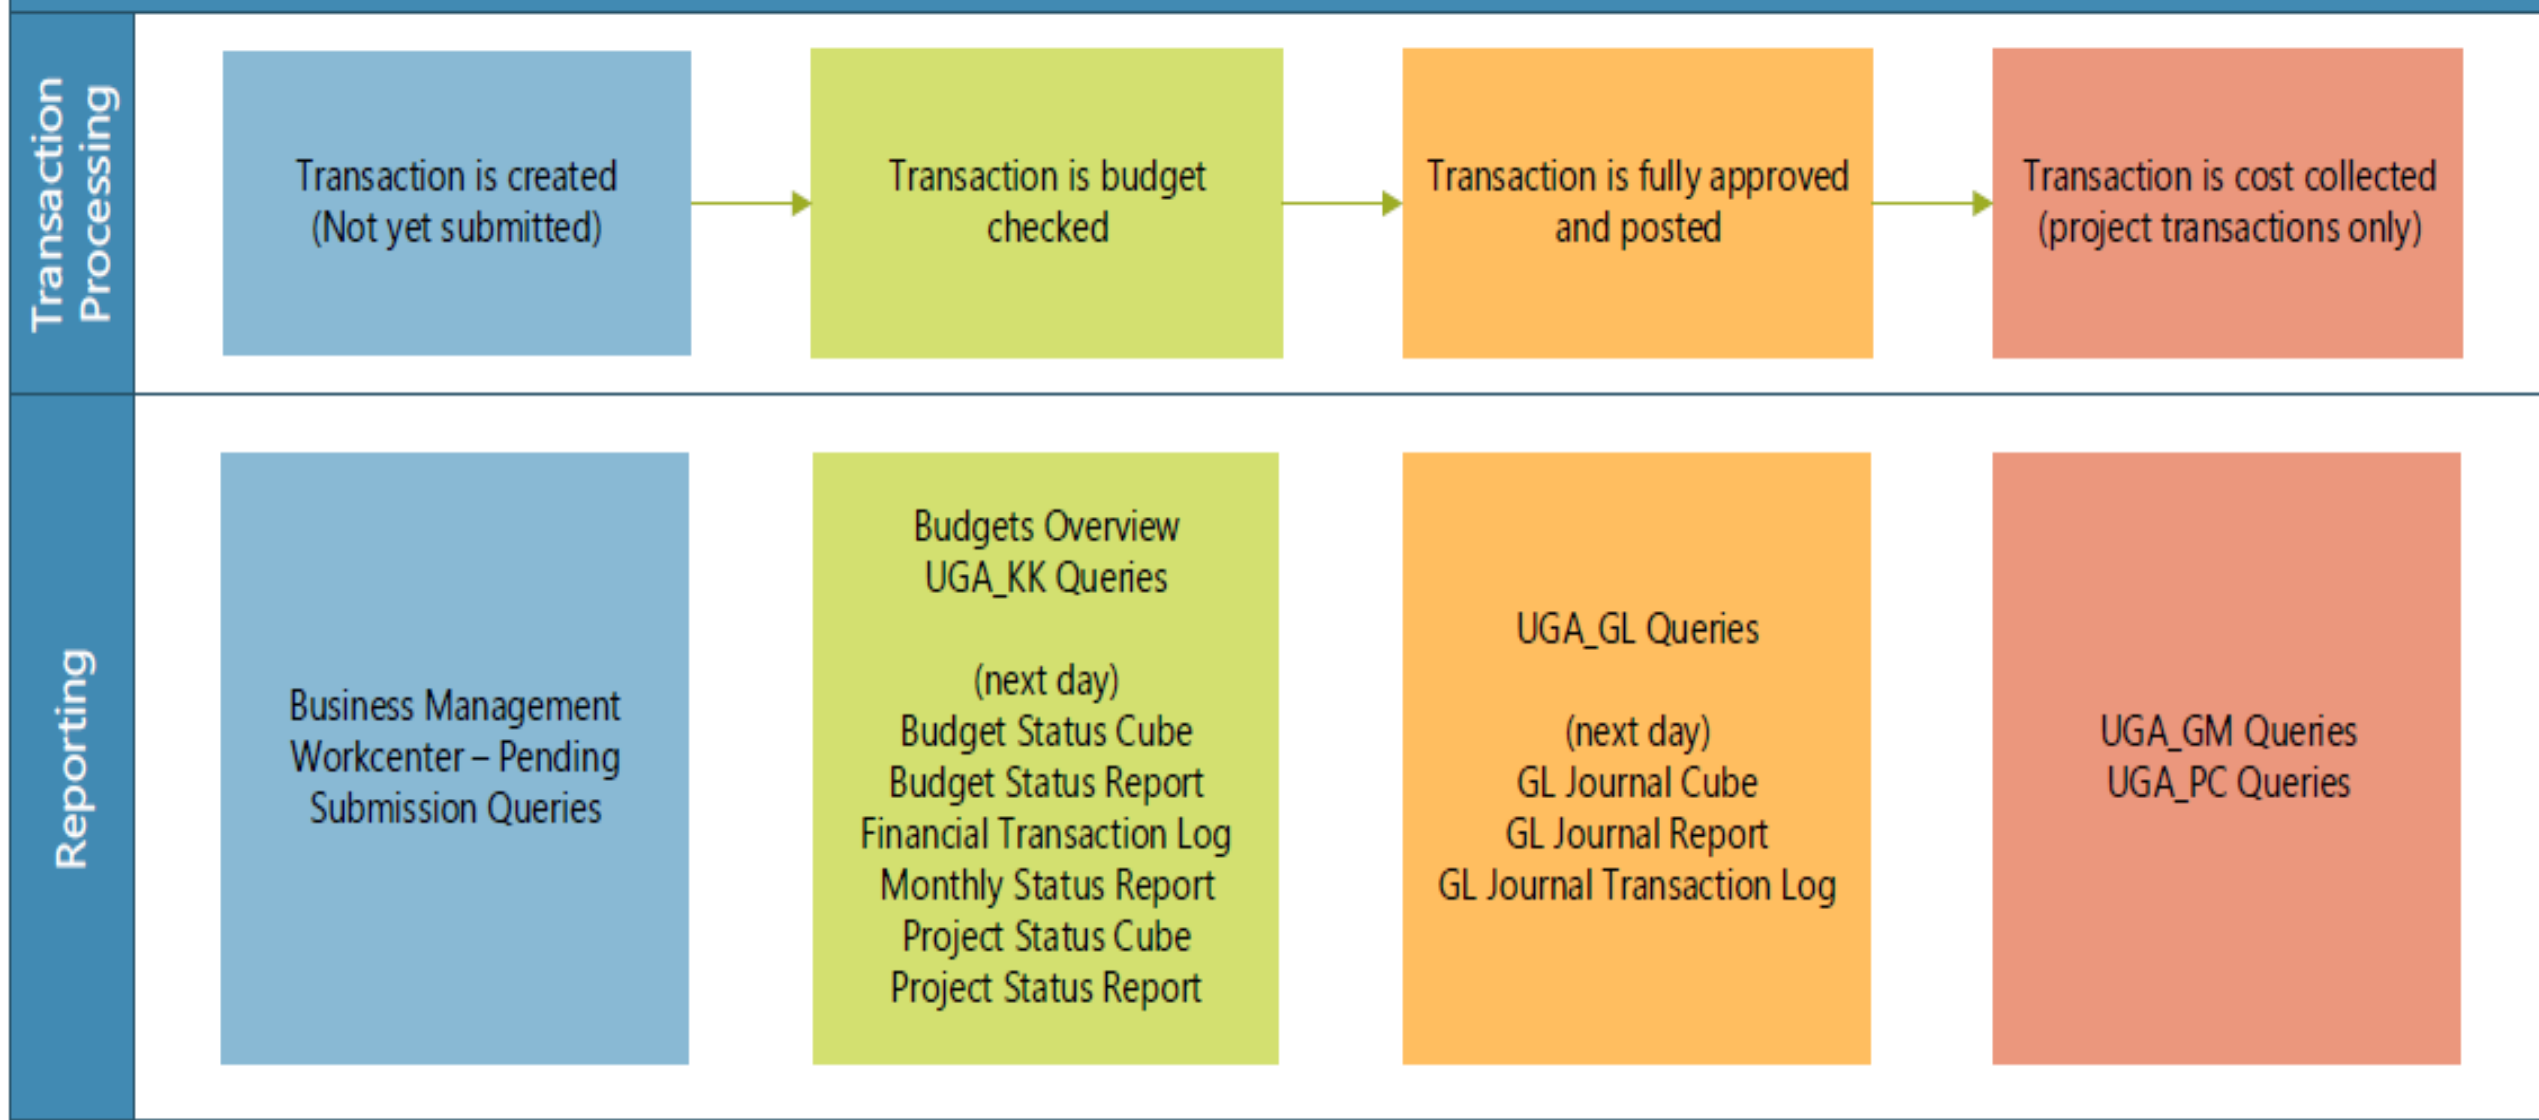 Transaction
Processing
Transaction is created
(Not yet submitted)
Transaction is budget
checked
Transaction is fully approved
and posted
Transaction is cost collected
(project transactions only)
Reporting
Business Management
Workcenter – Pending
Submission Queries
Budgets Overview
UGA_KK Queries
(next day)
Budget Status Cube
Budget Status Report
Financial Transaction Log
Monthly Status Report
Project Status Cube
Project Status Report
UGA_GL Queries
(next day)
GL Journal Cube
GL Journal Report
GL Journal Transaction Log
UGA_GM Queries
UGA_PC Queries